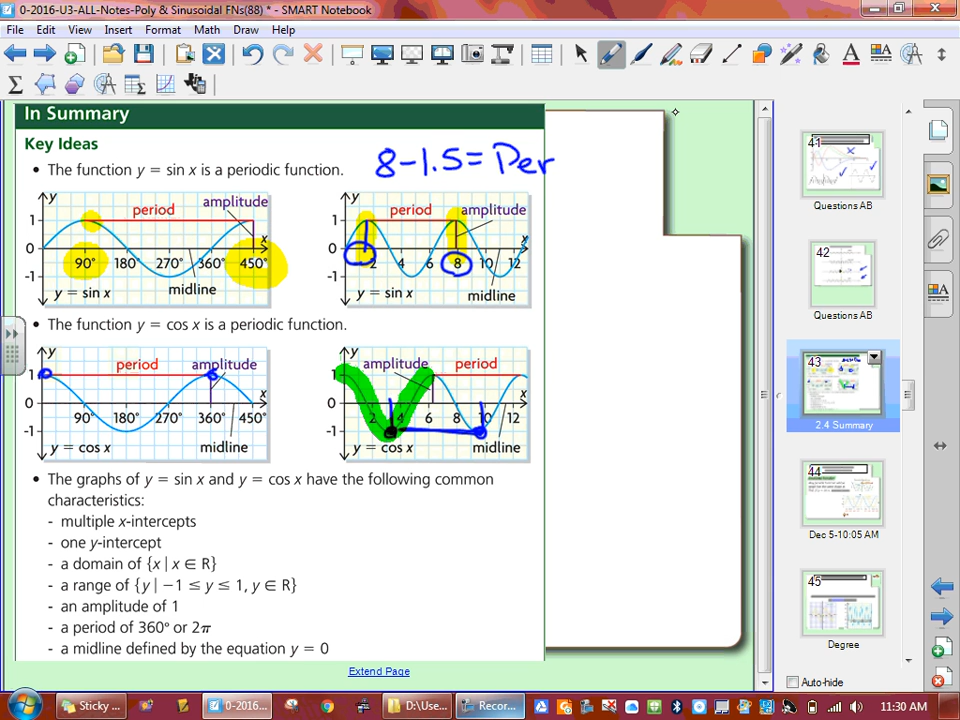 0-2016-U3-ALL-Notes-Poly & Sinusoidal FNs(88) * - SMART Notebook
File Edit View Insert Format Math Draw Help
In Summary
Key Ideas
• The function y = sin x is a periodic function.
8-1.5= Per
y period amplitude x
1 0 -1
90° 180° 270° 360° 450°
y = sin x midline
y period amplitude x
1 0 -1
2 4 6 8 10 12
y = sin x midline
• The function y = cos x is a periodic function.
y period amplitude x
1 0 -1
90° 180° 270° 360° 450°
y = cos x midline
y amplitude period x
1 0 -1
2 4 6 8 10 12
y = cos x midline
• The graphs of y = sin x and y = cos x have the following common
characteristics:
- multiple x-intercepts
- one y-intercept
- a domain of {x | x ∈ R}
- a range of {y | −1 ≤ y ≤ 1, y ∈ R}
- an amplitude of 1
- a period of 360° or 2π
- a midline defined by the equation y = 0
Extend Page
41
Questions AB
42
Questions AB
43
2.4 Summary
44
Dec 5-10:05 AM
45
Degree
Auto-hide
Sticky ...
0-2016...
D:\Use...
Recor...
11:30 AM